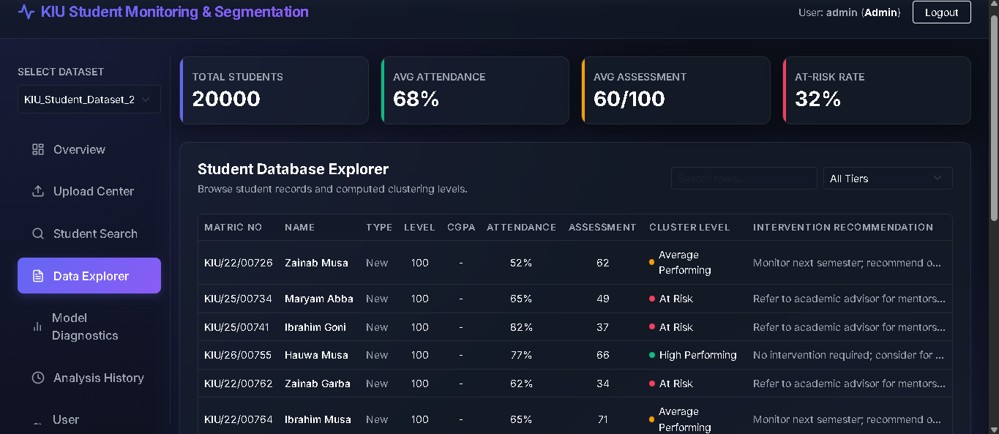 KIU Student Monitoring & Segmentation
User: admin (Admin)
Logout
SELECT DATASET
KIU_Student_Dataset_2
Overview
Upload Center
Student Search
Data Explorer
Model
Diagnostics
Analysis History
User
TOTAL STUDENTS
20000
AVG ATTENDANCE
68%
AVG ASSESSMENT
60/100
AT-RISK RATE
32%
Student Database Explorer
Browse student records and computed clustering levels.
Search rows...
All Tiers
MATRIC NO NAME TYPE LEVEL CGPA ATTENDANCE ASSESSMENT CLUSTER LEVEL INTERVENTION RECOMMENDATION
KIU/22/00726 Zainab Musa New 100 - 52% 62 Average
Performing Monitor next semester; recommend o...
KIU/25/00734 Maryam Abba New 100 - 65% 49 At Risk Refer to academic advisor for mentors...
KIU/25/00741 Ibrahim Goni New 100 - 82% 37 At Risk Refer to academic advisor for mentors...
KIU/26/00755 Hauwa Musa New 100 - 77% 66 High Performing No intervention required; consider for ...
KIU/22/00762 Zainab Garba New 100 - 62% 34 At Risk Refer to academic advisor for mentors...
KIU/22/00764 Ibrahim Musa New 100 - 65% 71 Average
Performing Monitor next semester; recommend o...